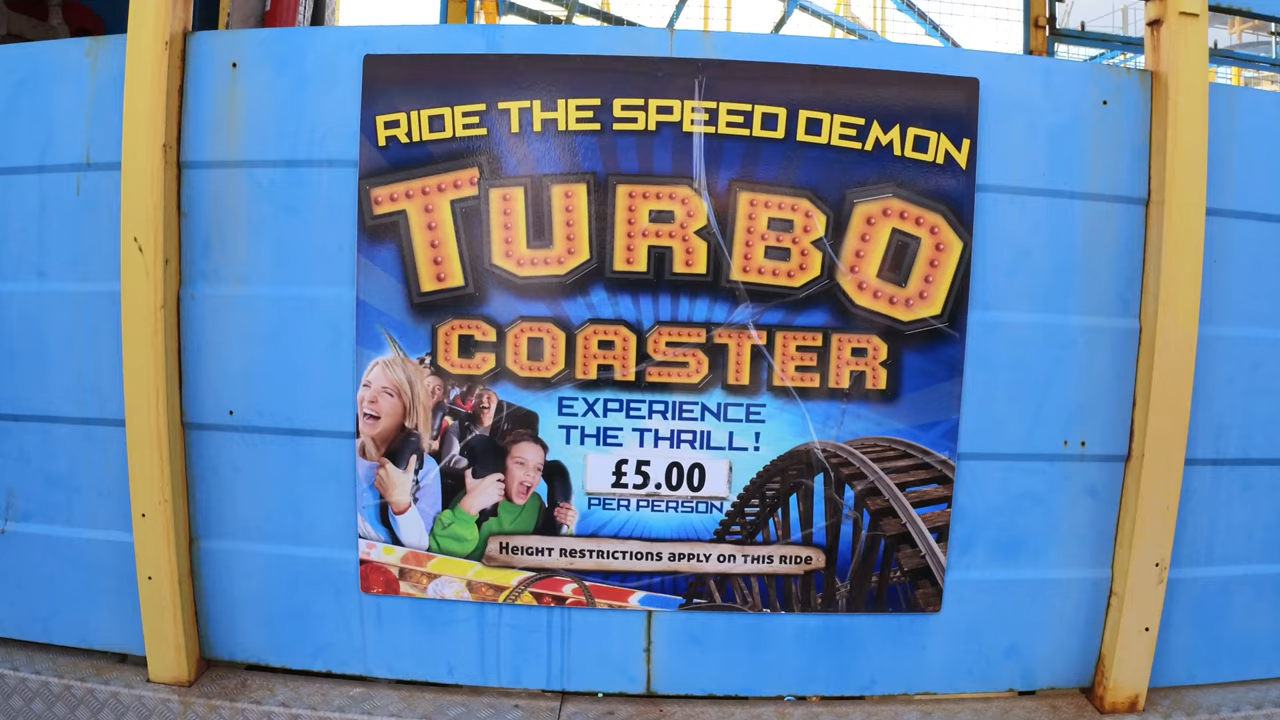 RIDE THE SPEED DEMON
TURBO
COASTER
EXPERIENCE
THE THRILL!
£5.00
PER PERSON
HEIGHT RESTRICTIONS APPLY ON THIS RIDE